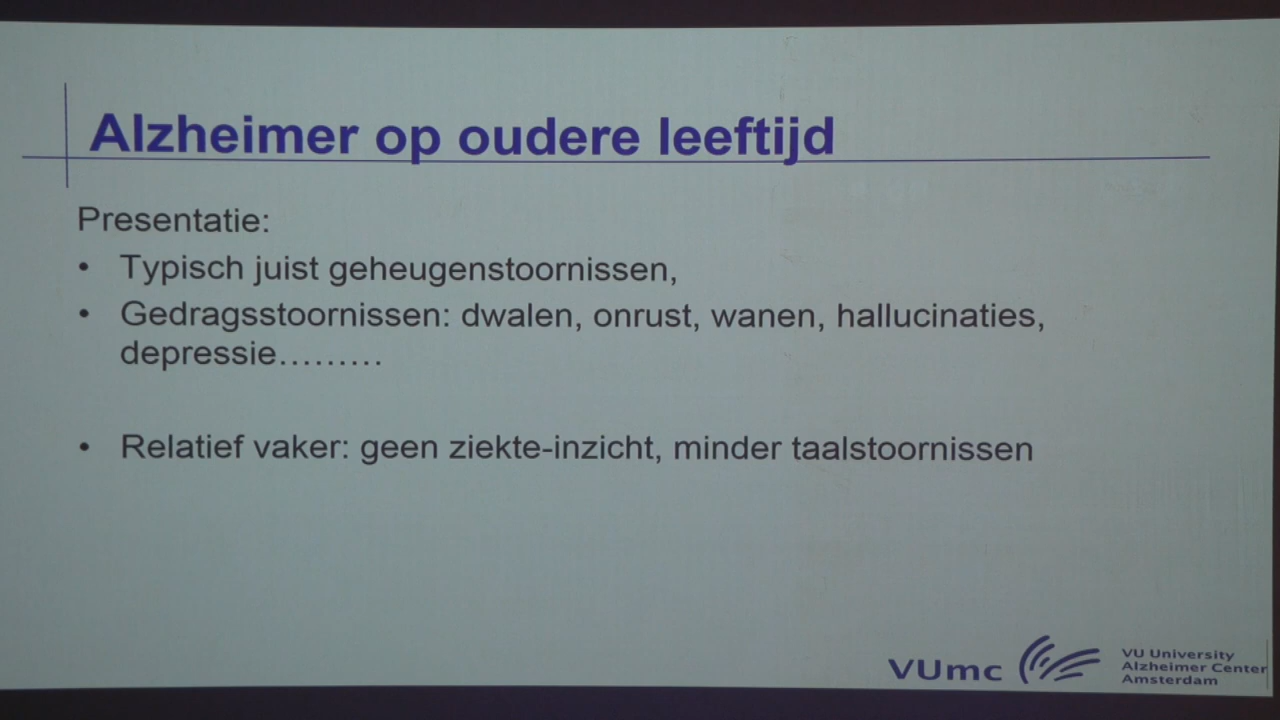 Alzheimer op oudere leeftijd
Presentatie:
• Typisch juist geheugenstoornissen,
• Gedragsstoornissen: dwalen, onrust, wanen, hallucinaties,
depressie………
• Relatief vaker: geen ziekte-inzicht, minder taalstoornissen
VUmc
VU University
Alzheimer Center
Amsterdam